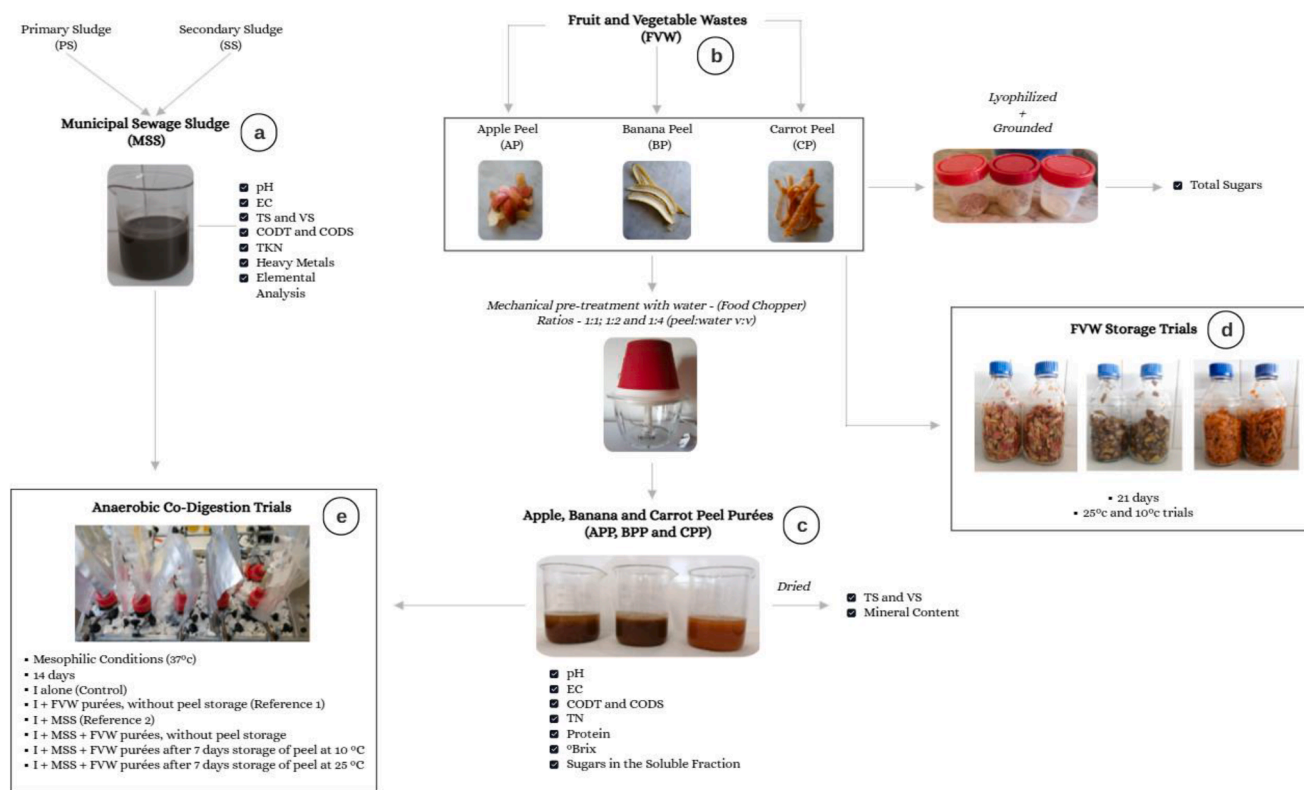 Primary Sludge
(PS)
Secondary Sludge
(SS)
Municipal Sewage Sludge
(MSS)
a
pH
EC
TS and VS
CODT and CODS
TKN
Heavy Metals
Elemental
Analysis
Fruit and Vegetable Wastes
(FVW)
b
Apple Peel
(AP)
Banana Peel
(BP)
Carrot Peel
(CP)
Lyophilized
+
Grounded
Total Sugars
Mechanical pre-treatment with water - (Food Chopper)
Ratios - 1:1; 1:2 and 1:4 (peel:water v:v)
FVW Storage Trials
d
▪ 21 days
▪ 25ºc and 10ºc trials
Apple, Banana and Carrot Peel Purées
(APP, BPP and CPP)
c
Dried
TS and VS
Mineral Content
pH
EC
CODT and CODS
TN
Protein
ºBrix
Sugars in the Soluble Fraction
Anaerobic Co-Digestion Trials
e
▪ Mesophilic Conditions (37ºc)
▪ 14 days
▪ I alone (Control)
▪ I + FVW purées, without peel storage (Reference 1)
▪ I + MSS (Reference 2)
▪ I + MSS + FVW purées, without peel storage
▪ I + MSS + FVW purées after 7 days storage of peel at 10 ºC
▪ I + MSS + FVW purées after 7 days storage of peel at 25 ºC